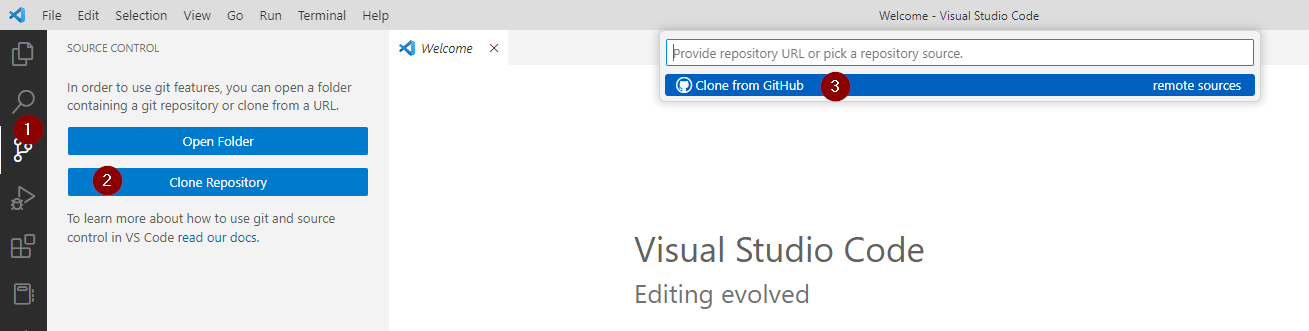 File Edit Selection View Go Run Terminal Help Welcome - Visual Studio Code
SOURCE CONTROL
Welcome
Provide repository URL or pick a repository source.
Clone from GitHub 3 remote sources
In order to use git features, you can open a folder
containing a git repository or clone from a URL.
1
Open Folder
2 Clone Repository
To learn more about how to use git and source
control in VS Code read our docs.
Visual Studio Code
Editing evolved